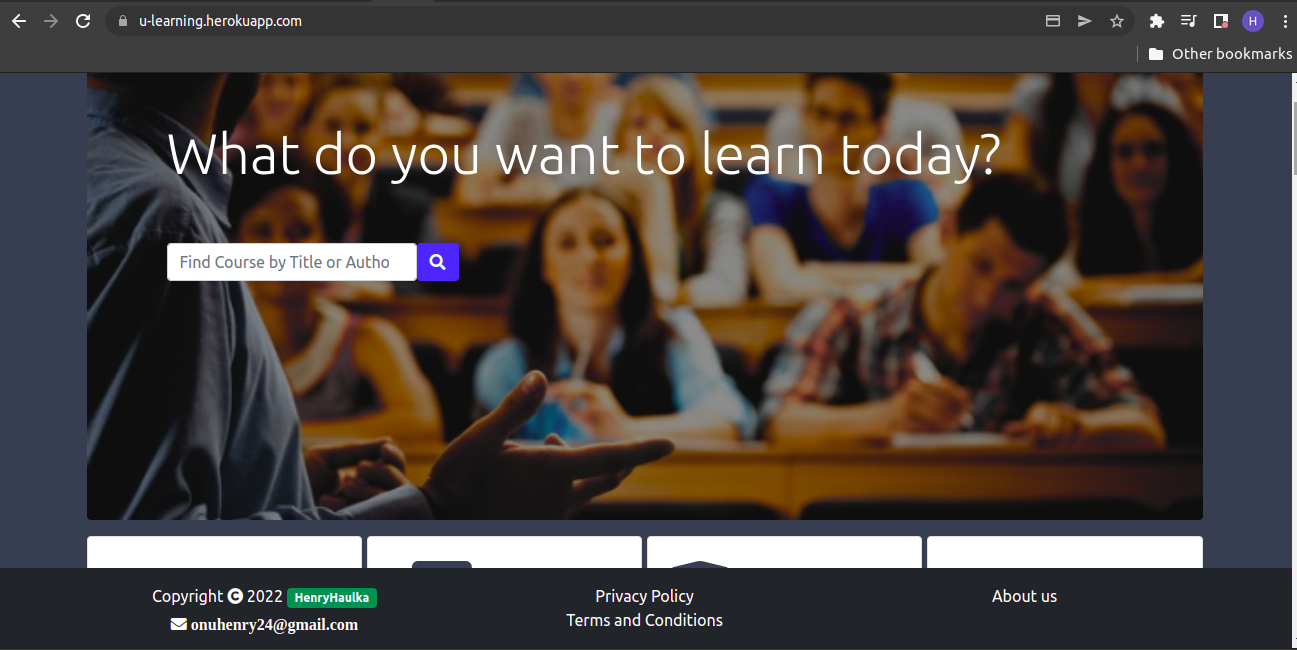 u-learning.herokuapp.com
H
Other bookmarks
What do you want to learn today?
Find Course by Title or Autho
Copyright © 2022 HenryHaulka
onuhenry24@gmail.com
Privacy Policy
Terms and Conditions
About us